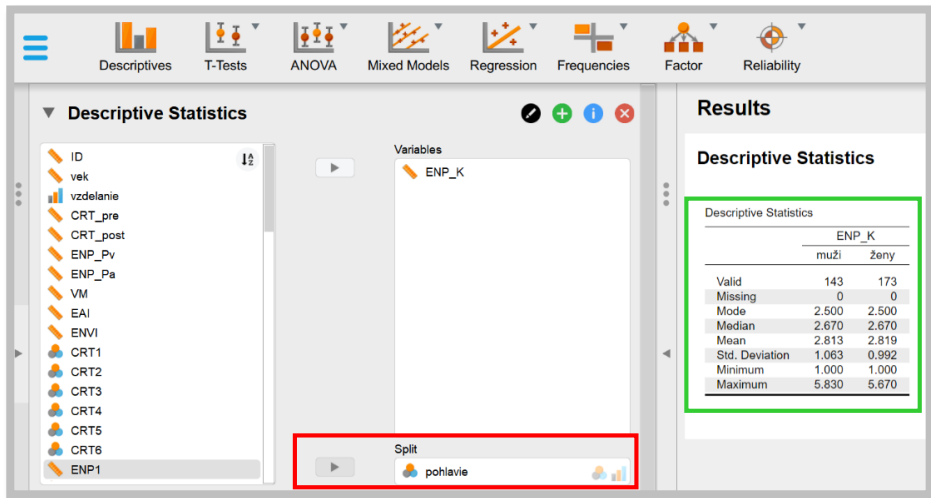 Descriptives T-Tests ANOVA Mixed Models Regression Frequencies Factor Reliability
Descriptive Statistics
ID
vek
vzdelanie
CRT_pre
CRT_post
ENP_Pv
ENP_Pa
VM
EAI
ENVI
CRT1
CRT2
CRT3
CRT4
CRT5
CRT6
ENP1
Variables
ENP_K
Split
pohlavie
Results
Descriptive Statistics
Descriptive Statistics
ENP_K
muži ženy
Valid 143 173
Missing 0 0
Mode 2.500 2.500
Median 2.670 2.670
Mean 2.813 2.819
Std. Deviation 1.063 0.992
Minimum 1.000 1.000
Maximum 5.830 5.670